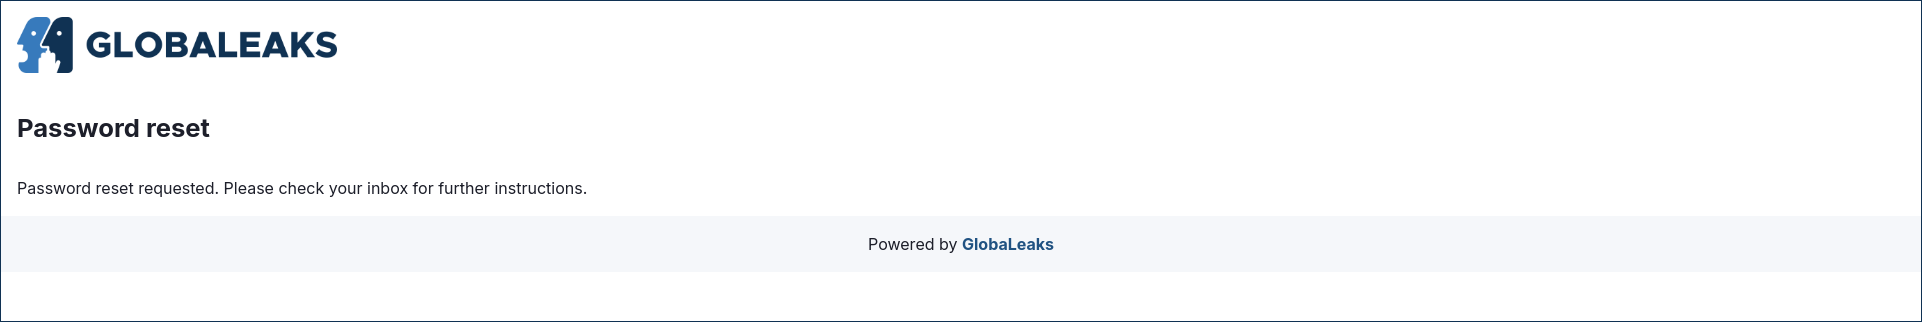 GLOBALEAKS
Password reset
Password reset requested. Please check your inbox for further instructions.
Powered by GlobaLeaks